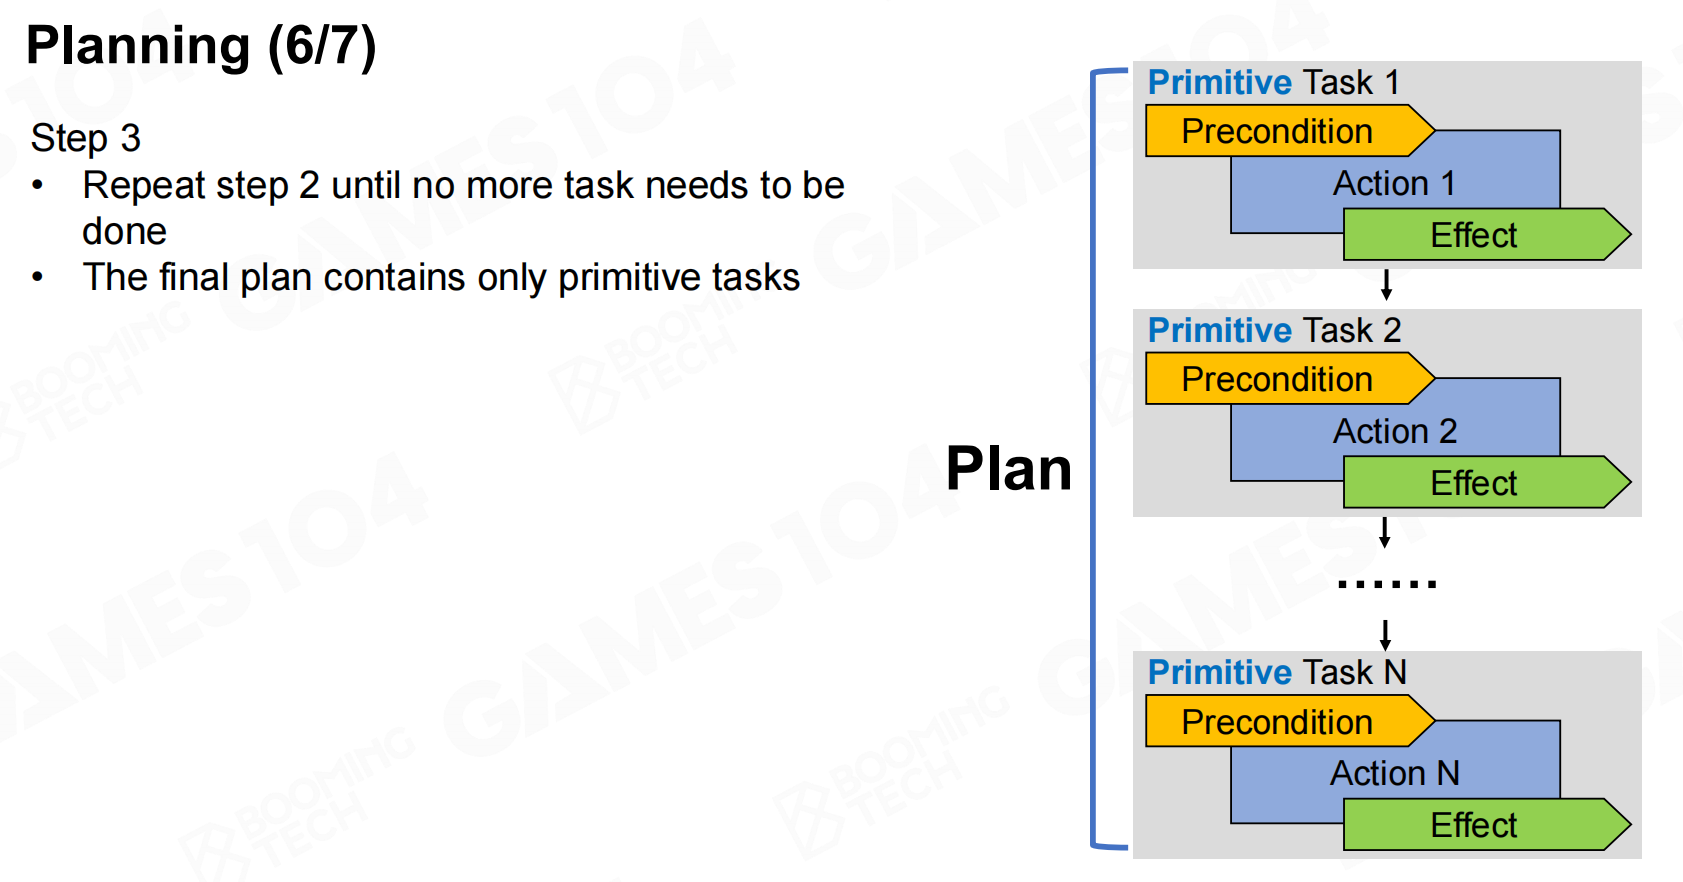 Planning (6/7)
Step 3
• Repeat step 2 until no more task needs to be
done
• The final plan contains only primitive tasks
Plan
Primitive Task 1
Precondition
Action 1
Effect
Primitive Task 2
Precondition
Action 2
Effect
......
Primitive Task N
Precondition
Action N
Effect
GAMES104
BOOMING
TECH